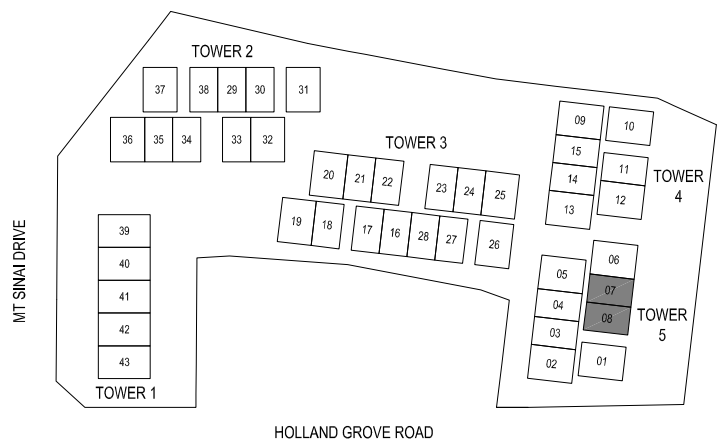 TOWER 2
37 38 29 30 31
36 35 34 33 32
TOWER 3
20 21 22 23 24 25
19 18 17 16 28 27 26
09 10
15
14 11
13 12
TOWER
4
39
40
41
42
43
TOWER 1
MT SINAI DRIVE
06
05 07
04 08
03
02 01
TOWER
5
HOLLAND GROVE ROAD